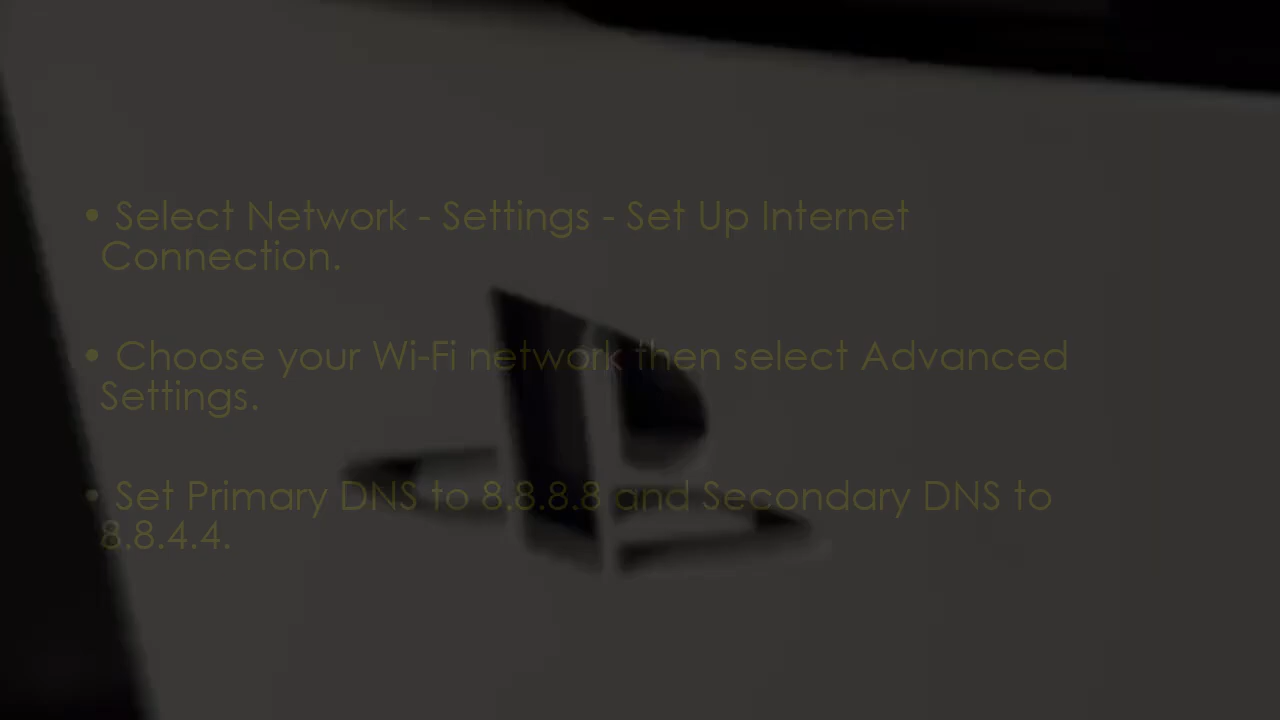 • Select Network - Settings - Set Up Internet
Connection.
• Choose your Wi-Fi network then select Advanced
Settings.
• Set Primary DNS to 8.8.8.8 and Secondary DNS to
8.8.4.4.